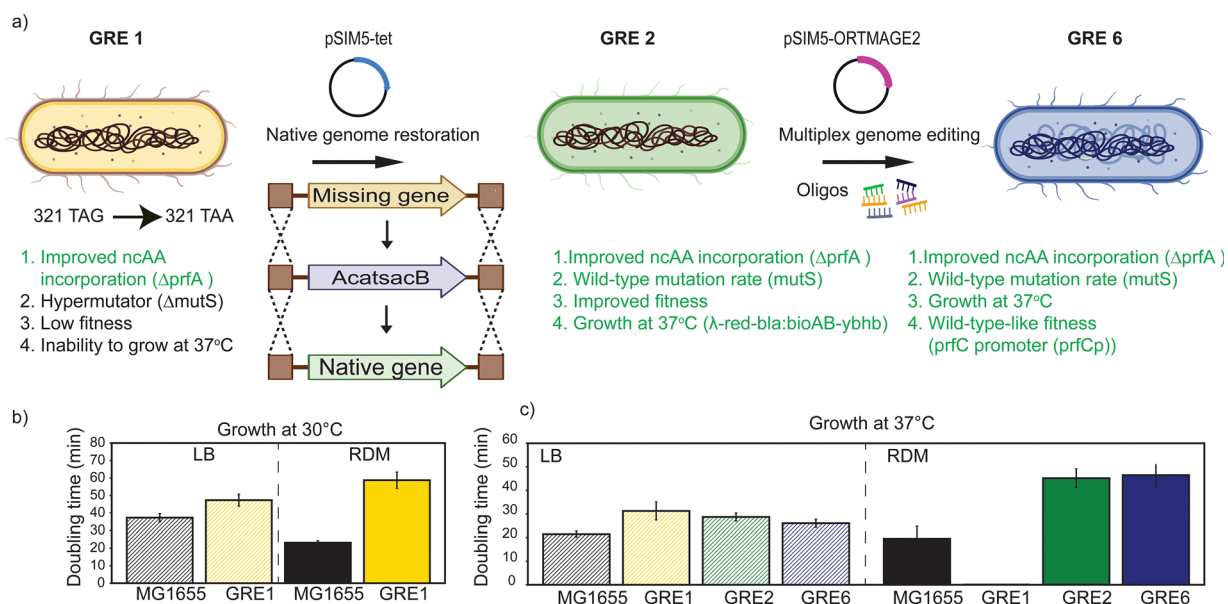 a)
GRE 1
pSIM5-tet
GRE 2
pSIM5-ORTMAGE2
GRE 6
Native genome restoration
Multiplex genome editing
Oligos
321 TAG
321 TAA
Missing gene
AcatsacB
Native gene
1. Improved ncAA
incorporation (ΔprfA )
2. Hypermutator (ΔmutS)
3. Low fitness
4. Inability to grow at 37°C
1.Improved ncAA incorporation (ΔprfA )
2. Wild-type mutation rate (mutS)
3. Improved fitness
4. Growth at 37°C (λ-red-bla:bioAB-ybhb)
1.Improved ncAA incorporation (ΔprfA )
2. Wild-type mutation rate (mutS)
3. Growth at 37°C
4. Wild-type-like fitness
(prfC promoter (prfCp))
b)
Growth at 30°C
LB
RDM
Doubling time (min)
80
70
60
50
40
30
20
10
0
MG1655
GRE1
MG1655
GRE1
c)
Growth at 37°C
LB
RDM
Doubling time (min)
60
50
40
30
20
10
0
MG1655
GRE1
GRE2
GRE6
MG1655
GRE1
GRE2
GRE6